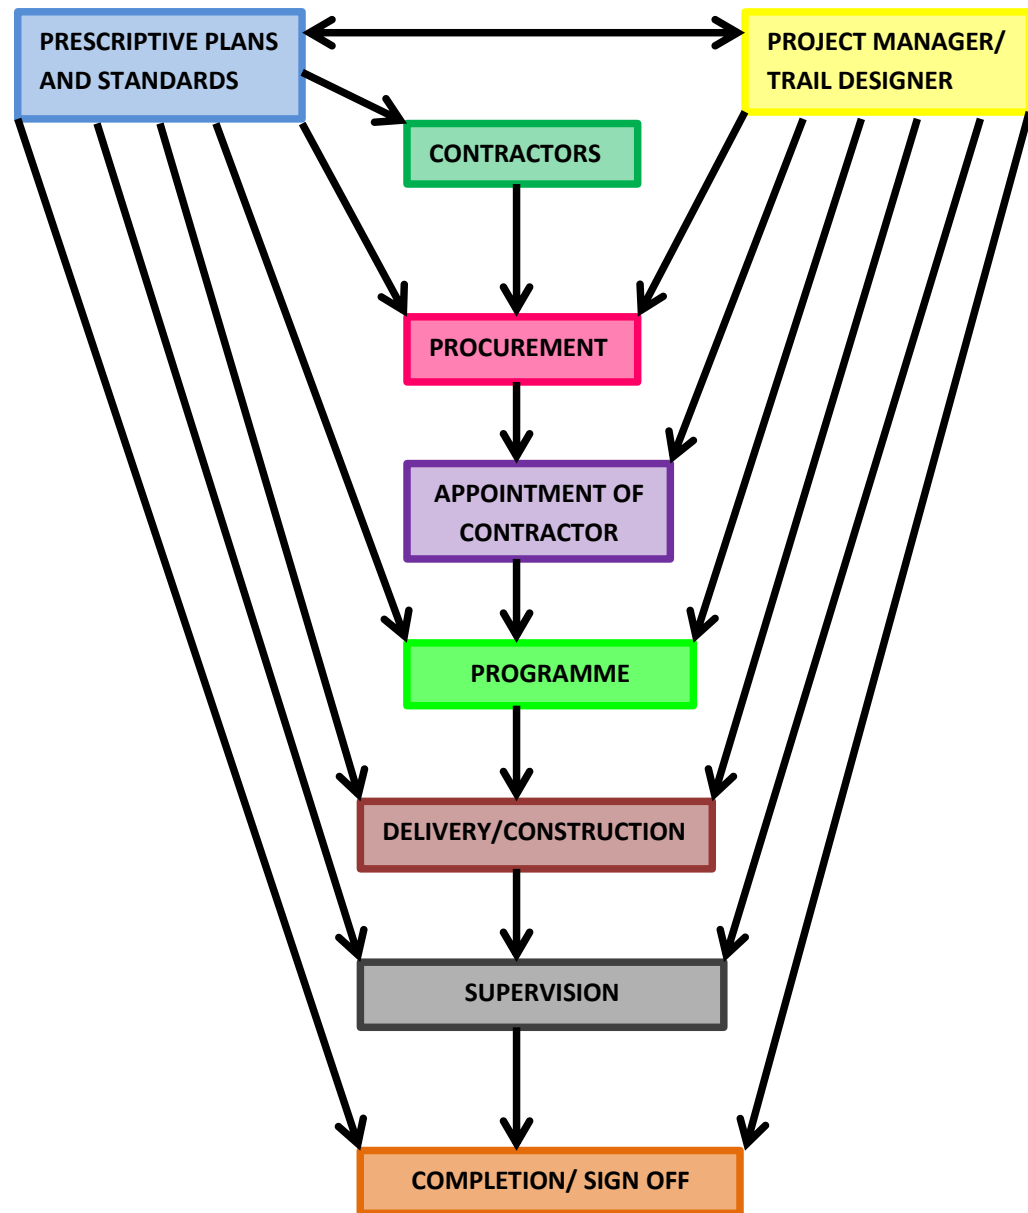 PRESCRIPTIVE PLANS
AND STANDARDS
PROJECT MANAGER/
TRAIL DESIGNER
CONTRACTORS
PROCUREMENT
APPOINTMENT OF
CONTRACTOR
PROGRAMME
DELIVERY/CONSTRUCTION
SUPERVISION
COMPLETION/ SIGN OFF